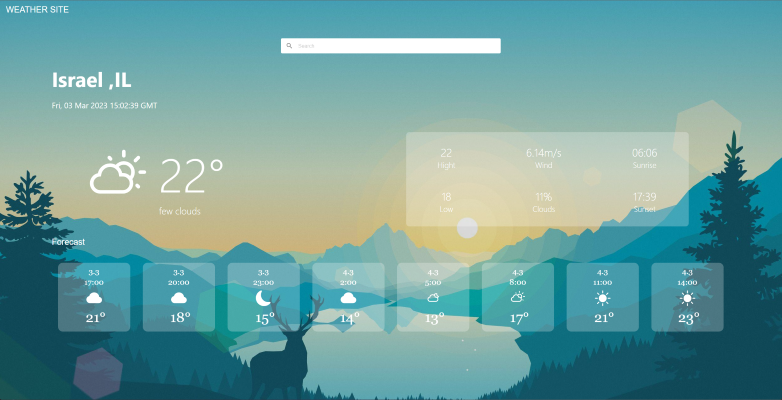 WEATHER SITE
Search
Israel ,IL
Fri, 03 Mar 2023 15:02:39 GMT
22°
few clouds
22 6.14m/s 06:06
Hight Wind Sunrise
18 11% 17:39
Low Clouds Sunset
Forecast
3-3 3-3 3-3 4-3 4-3 4-3 4-3 4-3
17:00 20:00 23:00 2:00 5:00 8:00 11:00 14:00
21° 18° 15° 14° 13° 17° 21° 23°